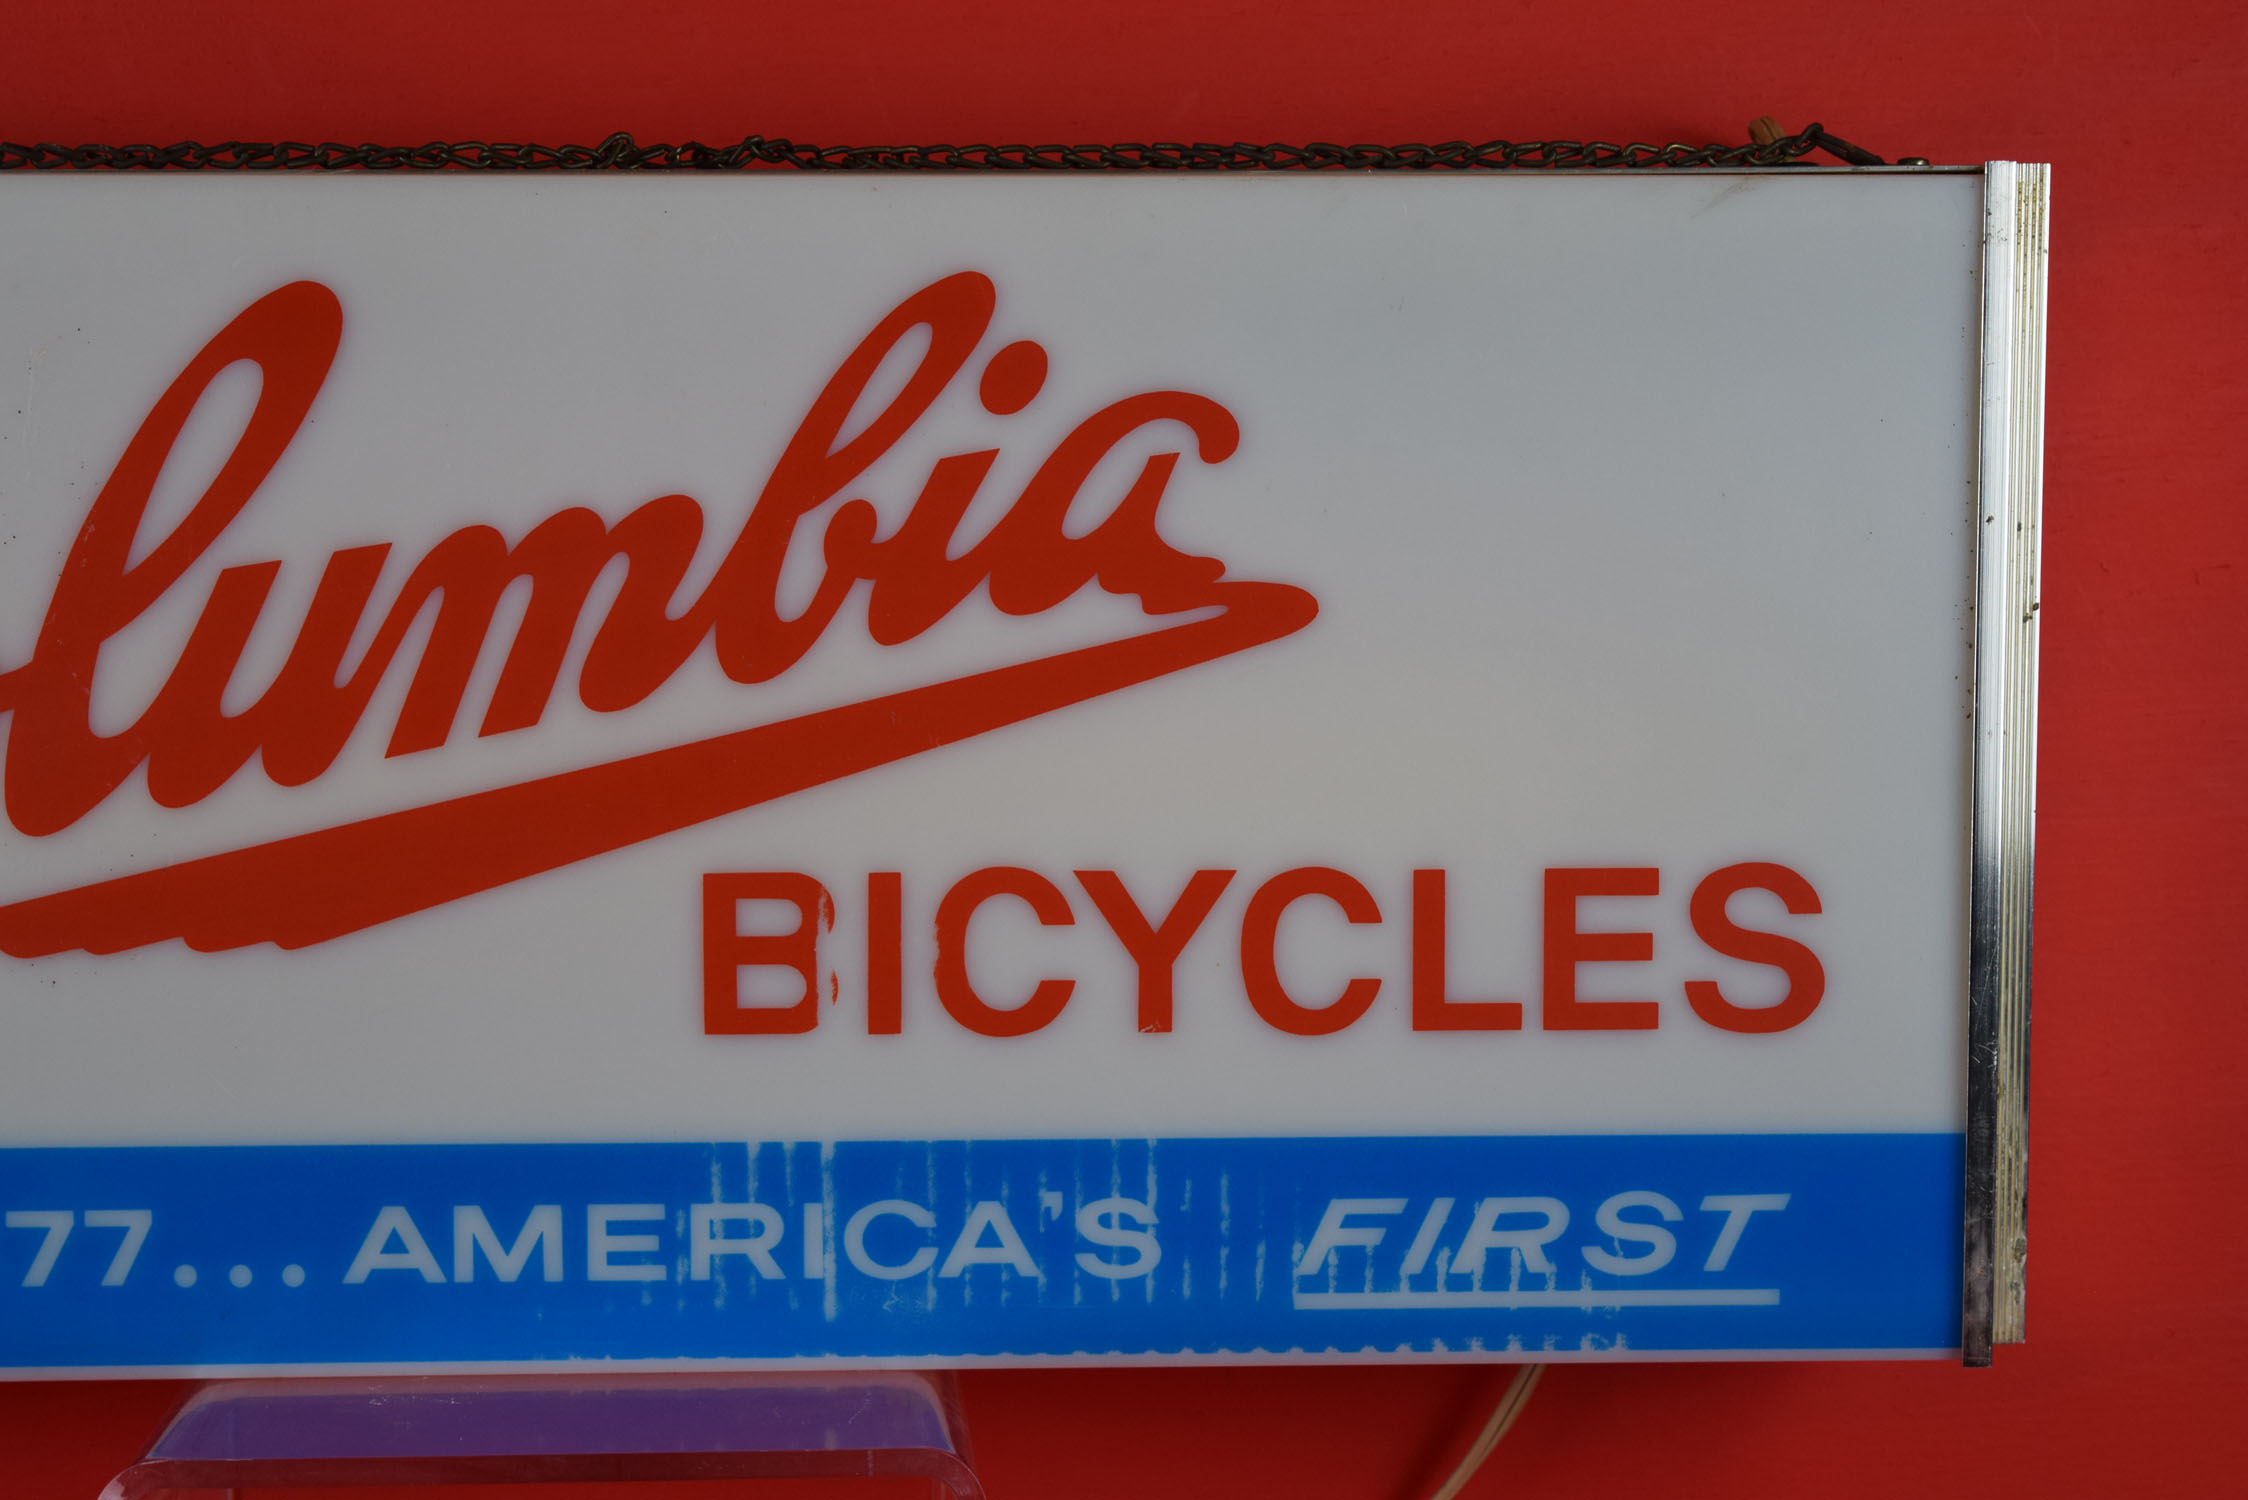 lumbia
BICYCLES
77... AMERICA'S FIRST